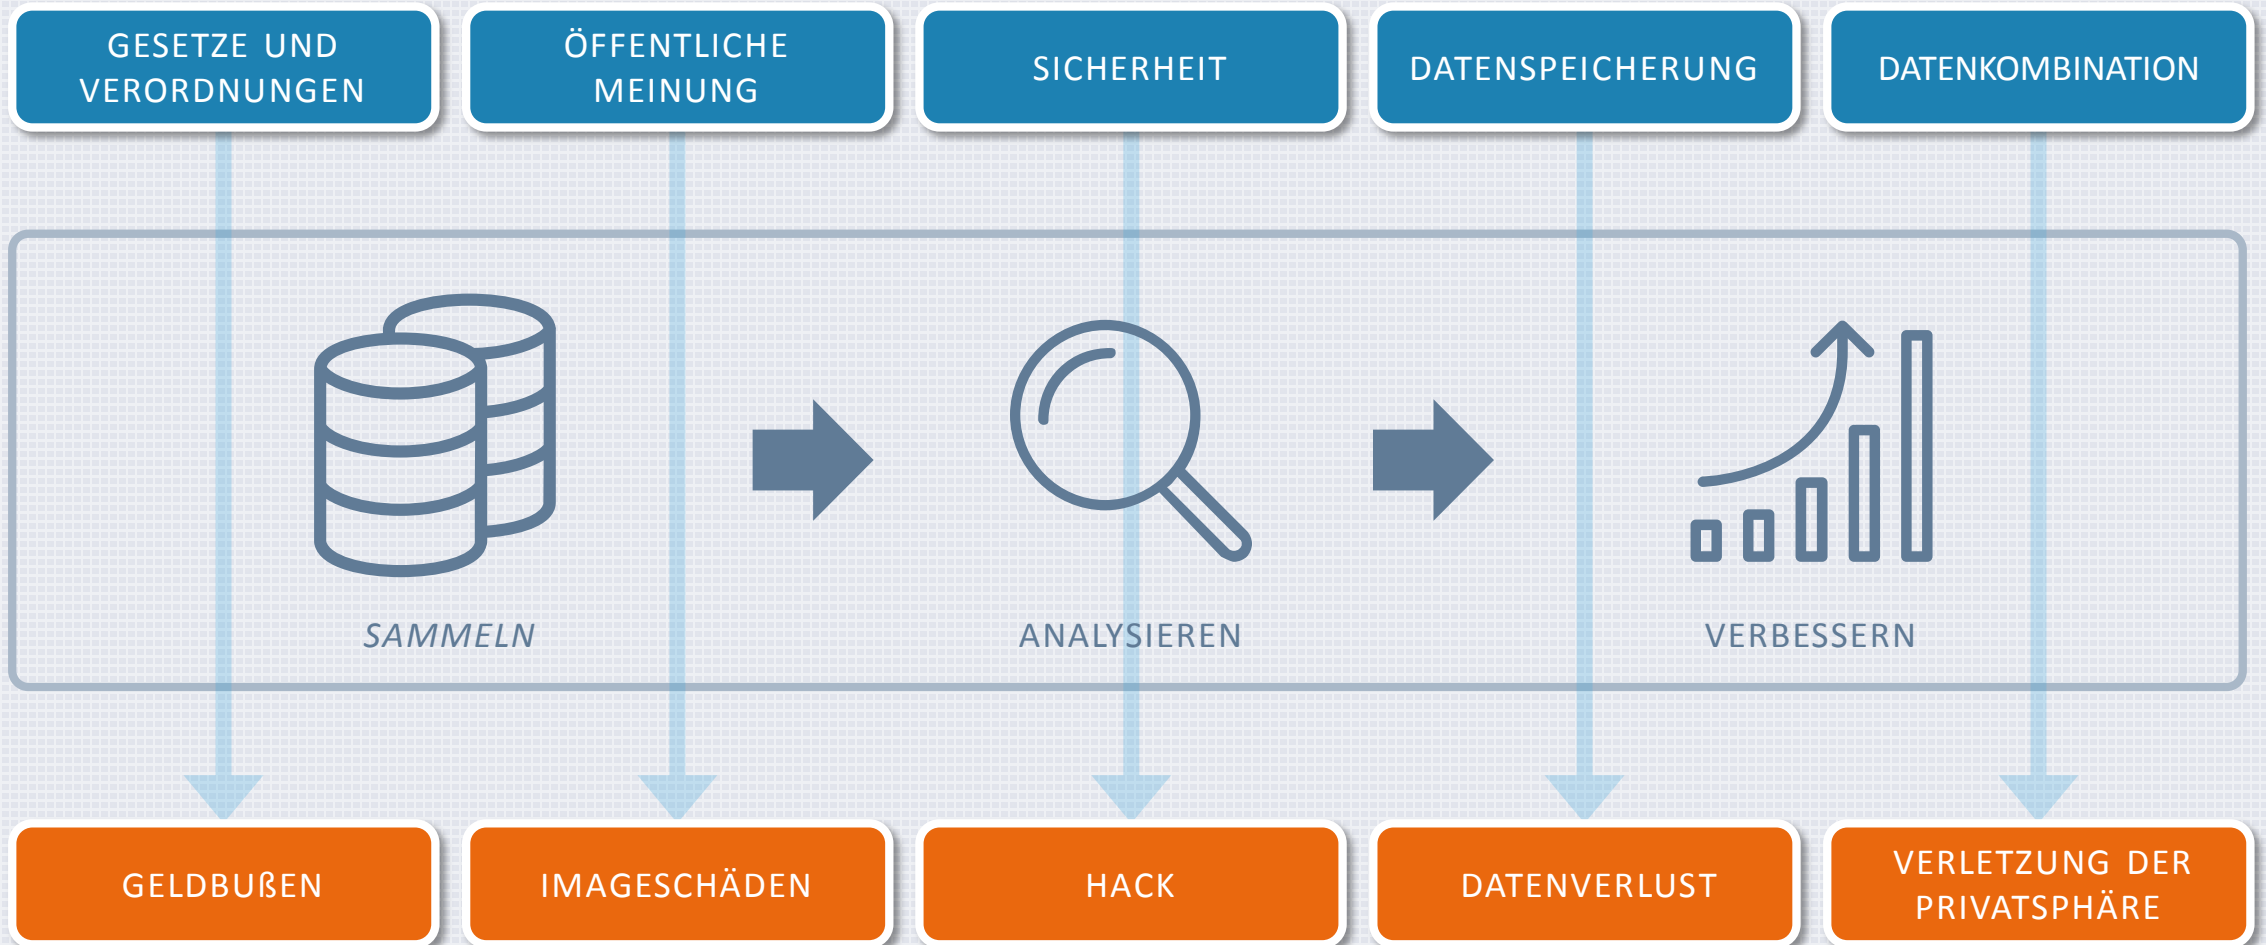 GESETZE UND
VERORDNUNGEN
ÖFFENTLICHE
MEINUNG
SICHERHEIT
DATENSPEICHERUNG
DATENKOMBINATION
SAMMELN
ANALYSIEREN
VERBESSERN
GELDBUßEN
IMAGESCHÄDEN
HACK
DATENVERLUST
VERLETZUNG DER
PRIVATSPHÄRE